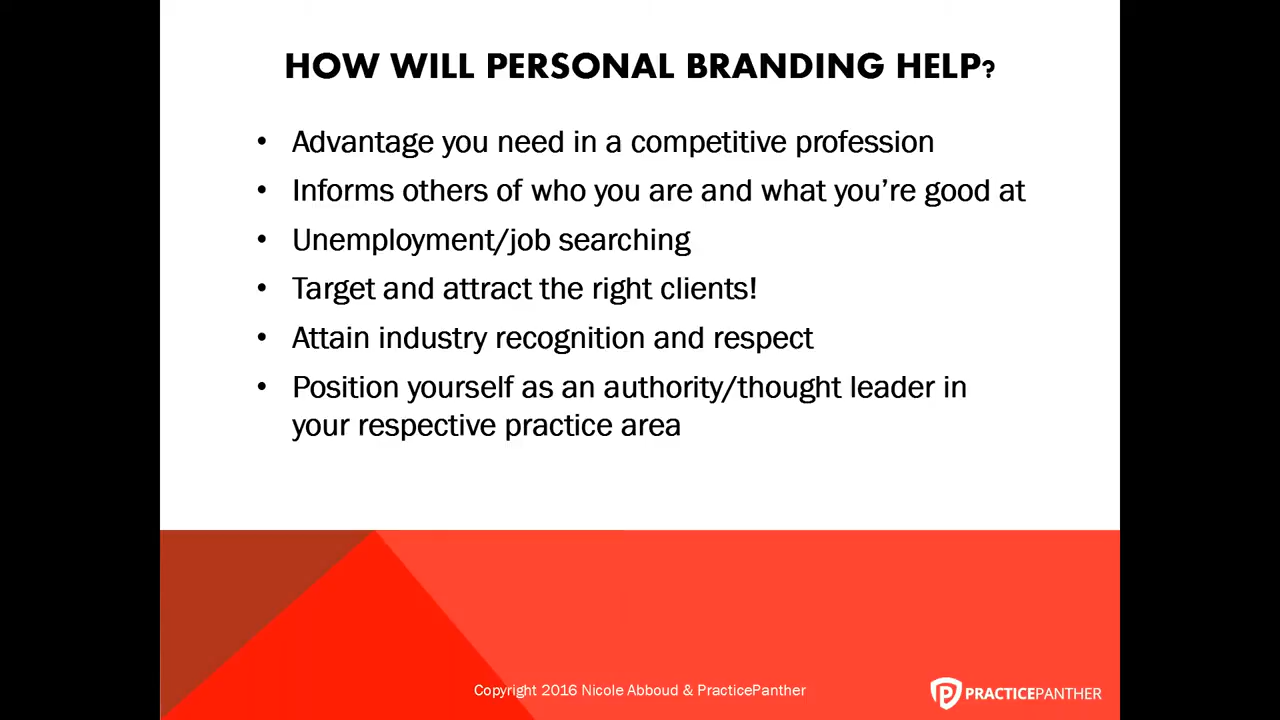 HOW WILL PERSONAL BRANDING HELP?
• Advantage you need in a competitive profession
• Informs others of who you are and what you’re good at
• Unemployment/job searching
• Target and attract the right clients!
• Attain industry recognition and respect
• Position yourself as an authority/thought leader in
your respective practice area
Copyright 2016 Nicole Abboud & PracticePanther
PRACTICEPANTHER